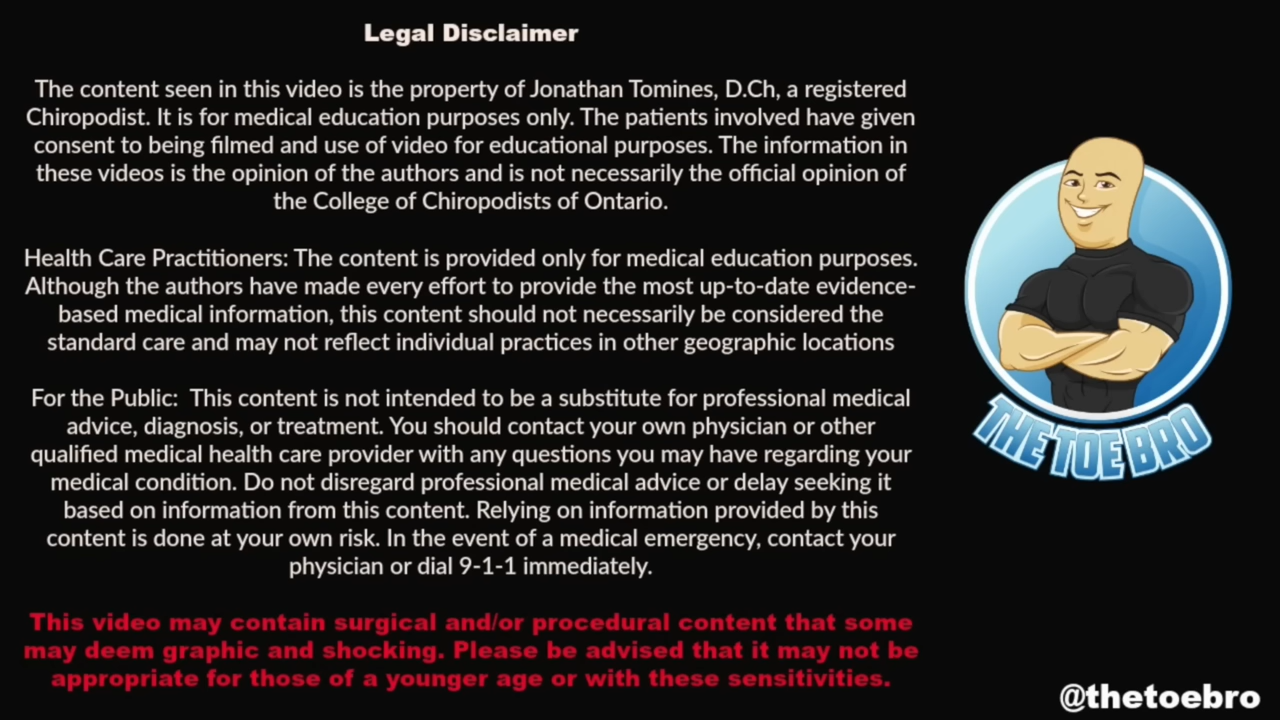 Legal Disclaimer
The content seen in this video is the property of Jonathan Tomines, D.Ch, a registered
Chiropodist. It is for medical education purposes only. The patients involved have given
consent to being filmed and use of video for educational purposes. The information in
these videos is the opinion of the authors and is not necessarily the official opinion of
the College of Chiropodists of Ontario.
Health Care Practitioners: The content is provided only for medical education purposes.
Although the authors have made every effort to provide the most up-to-date evidence-
based medical information, this content should not necessarily be considered the
standard care and may not reflect individual practices in other geographic locations
For the Public:  This content is not intended to be a substitute for professional medical
advice, diagnosis, or treatment. You should contact your own physician or other
qualified medical health care provider with any questions you may have regarding your
medical condition. Do not disregard professional medical advice or delay seeking it
based on information from this content. Relying on information provided by this
content is done at your own risk. In the event of a medical emergency, contact your
physician or dial 9-1-1 immediately.
This video may contain surgical and/or procedural content that some
may deem graphic and shocking. Please be advised that it may not be
appropriate for those of a younger age or with these sensitivities.
THE TOE BRO
@thetoebro